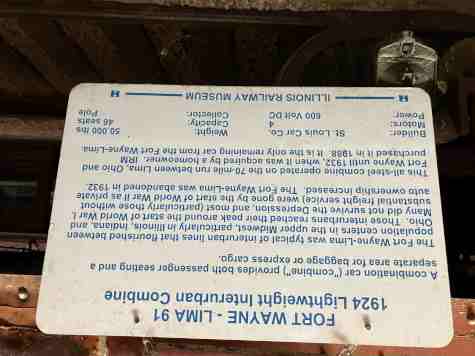 FORT WAYNE - LIMA 91
1924 Lightweight Interurban Combine
A combination car ("combine") provides both passenger seating and a
separate area for baggage or express cargo.
The Fort Wayne-Lima was typical of interurban lines that flourished between
population centers in the upper Midwest, particularly in Illinois, Indiana, and
Ohio. Those interurbans reached their peak around the start of World War I.
Many did not survive the Depression, and most (particularly those without
substantial freight service) were gone by the start of World War II as private
auto ownership increased. The Fort Wayne-Lima was abandoned in 1932.
This all-steel combine operated on the 70-mile run between Lima, Ohio and
Fort Wayne until 1932, when it was acquired by a homeowner. IRM
purchased it in 1988. It is the only remaining car from the Fort Wayne-Lima.
Builder: St. Louis Car Co. Weight: 50,000 lbs
Motors: 4 Capacity: 46 seats
Power: 600 Volt DC Collector: Pole
ILLINOIS RAILWAY MUSEUM